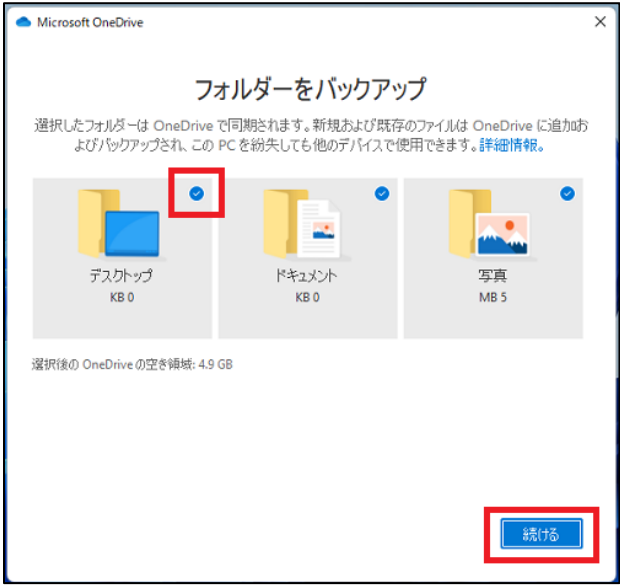 Microsoft OneDrive
フォルダーをバックアップ
選択したフォルダーは OneDrive で同期されます。新規および既存のファイルは OneDrive に追加お
よびバックアップされ、この PC を紛失しても他のデバイスで使用できます。詳細情報。
デスクトップ
KB 0
ドキュメント
KB 0
写真
MB 5
選択後の OneDrive の空き領域: 4.9 GB
続ける